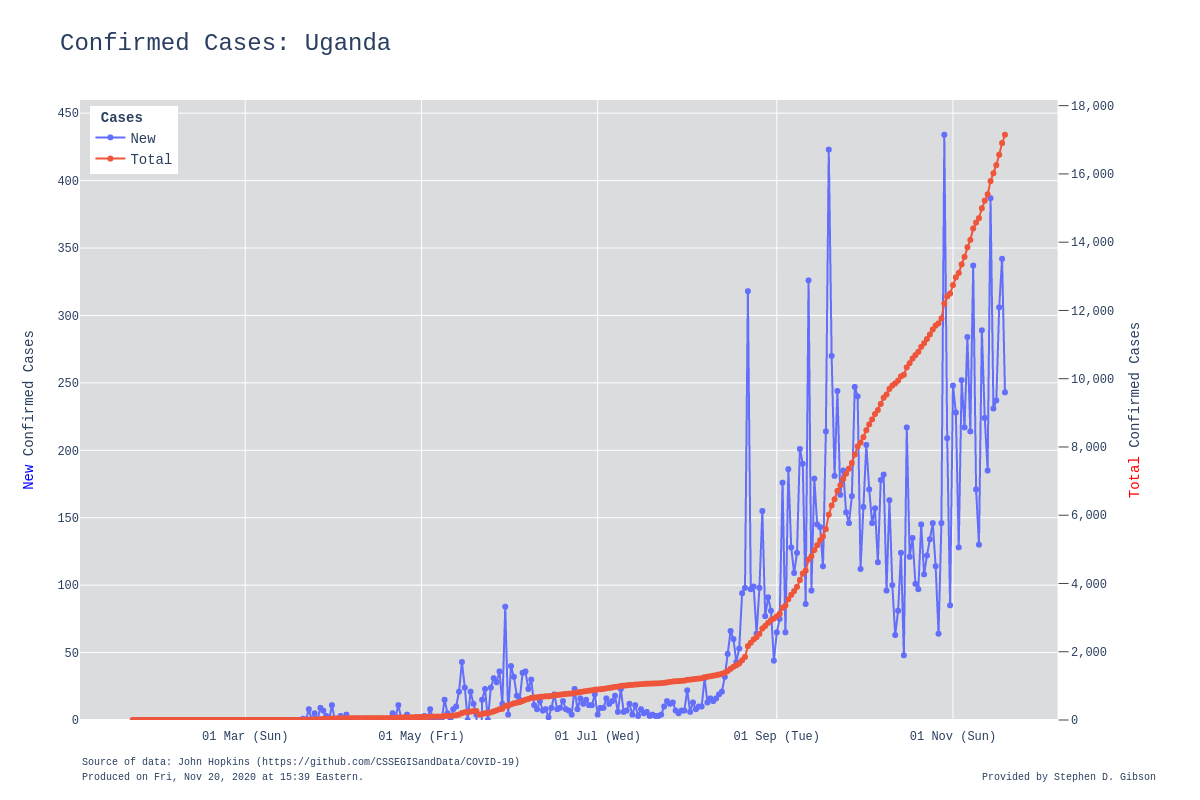 Confirmed Cases: Uganda
Cases
New
Total
450
400
350
300
250
200
150
100
50
0
18,000
16,000
14,000
12,000
10,000
8,000
6,000
4,000
2,000
0
New Confirmed Cases
Total Confirmed Cases
01 Mar (Sun)
01 May (Fri)
01 Jul (Wed)
01 Sep (Tue)
01 Nov (Sun)
Source of data: John Hopkins (https://github.com/CSSEGISandData/COVID-19)
Produced on Fri, Nov 20, 2020 at 15:39 Eastern.
Provided by Stephen D. Gibson